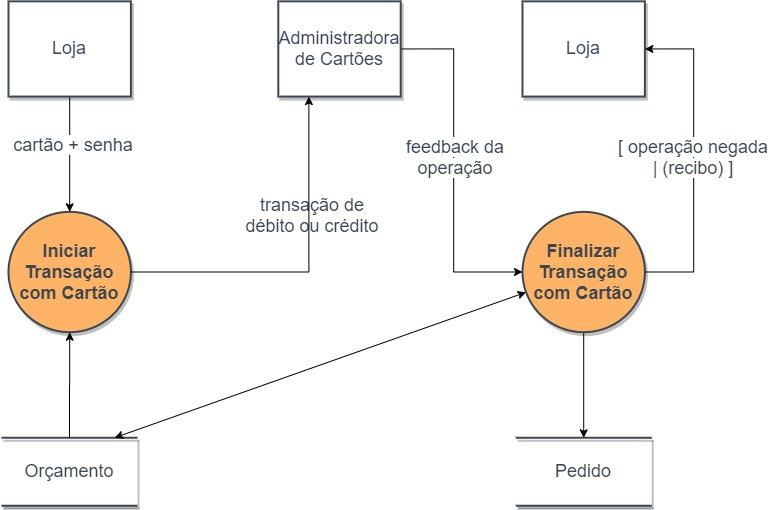 Loja
Administradora
de Cartões
Loja
cartão + senha
feedback da
operação
[ operação negada
| (recibo) ]
transação de
débito ou crédito
Iniciar
Transação
com Cartão
Finalizar
Transação
com Cartão
Orçamento
Pedido